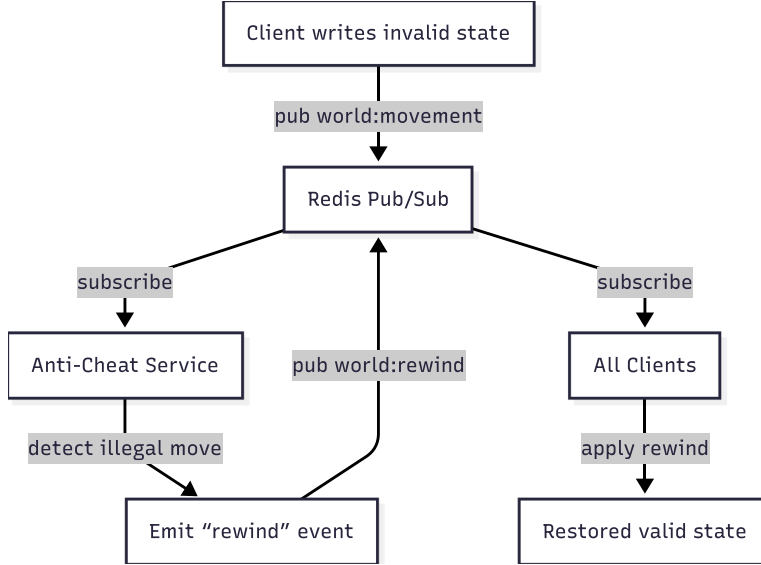 Client writes invalid state
pub world:movement
Redis Pub/Sub
subscribe
subscribe
Anti-Cheat Service
pub world:rewind
All Clients
detect illegal move
apply rewind
Emit “rewind” event
Restored valid state